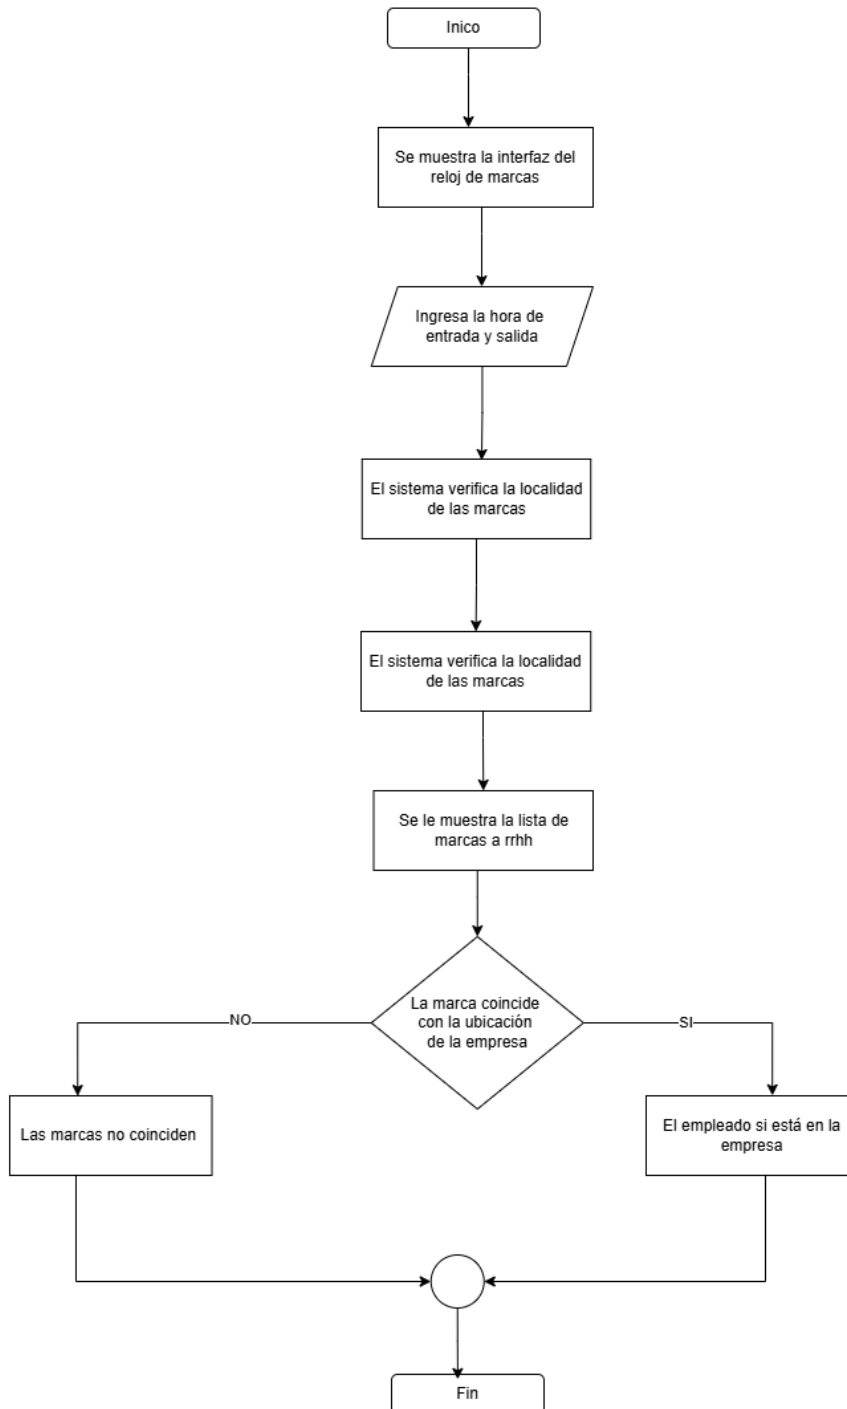 Inico
Se muestra la interfaz del
reloj de marcas
Ingresa la hora de
entrada y salida
El sistema verifica la localidad
de las marcas
El sistema verifica la localidad
de las marcas
Se le muestra la lista de
marcas a rrhh
La marca coincide
con la ubicación
de la empresa
NO
SI
Las marcas no coinciden
El empleado si está en la
empresa
Fin